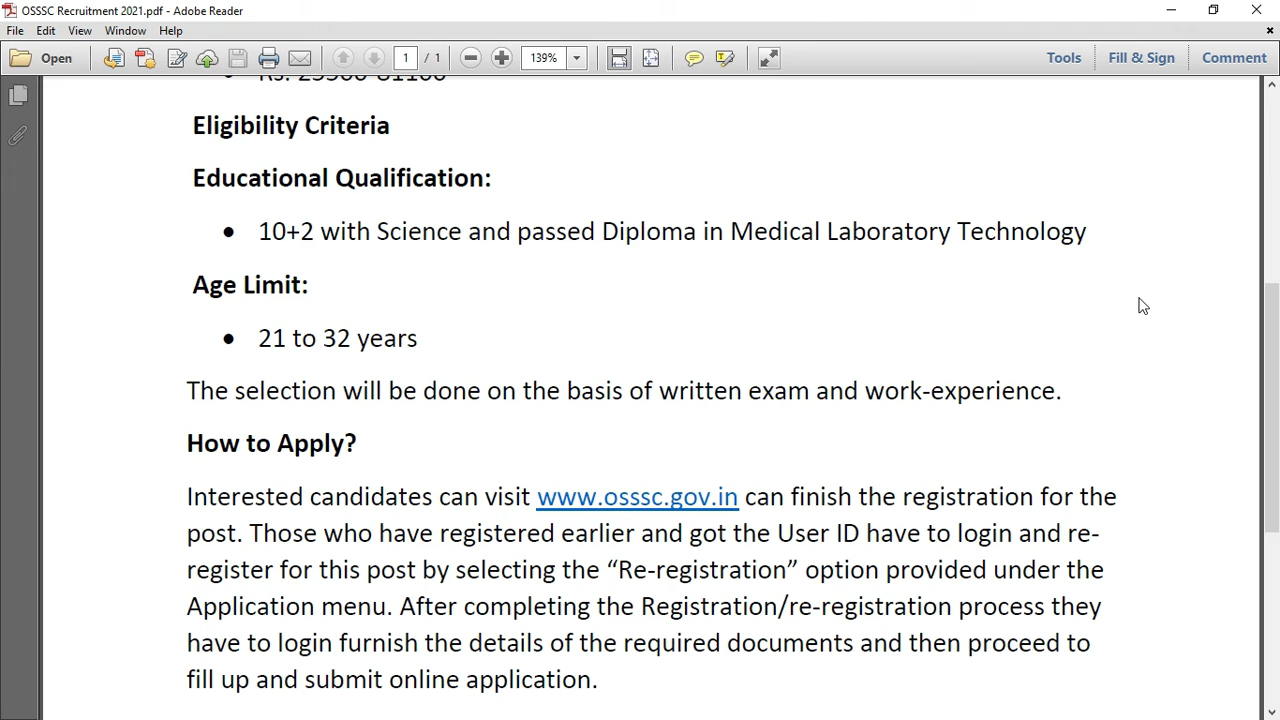 OSSSC Recruitment 2021.pdf - Adobe Reader
File Edit View Window Help
Open 1 / 1 139% Tools Fill & Sign Comment
Eligibility Criteria
Educational Qualification:
• 10+2 with Science and passed Diploma in Medical Laboratory Technology
Age Limit:
• 21 to 32 years
The selection will be done on the basis of written exam and work-experience.
How to Apply?
Interested candidates can visit www.osssc.gov.in can finish the registration for the
post. Those who have registered earlier and got the User ID have to login and re-
register for this post by selecting the “Re-registration” option provided under the
Application menu. After completing the Registration/re-registration process they
have to login furnish the details of the required documents and then proceed to
fill up and submit online application.